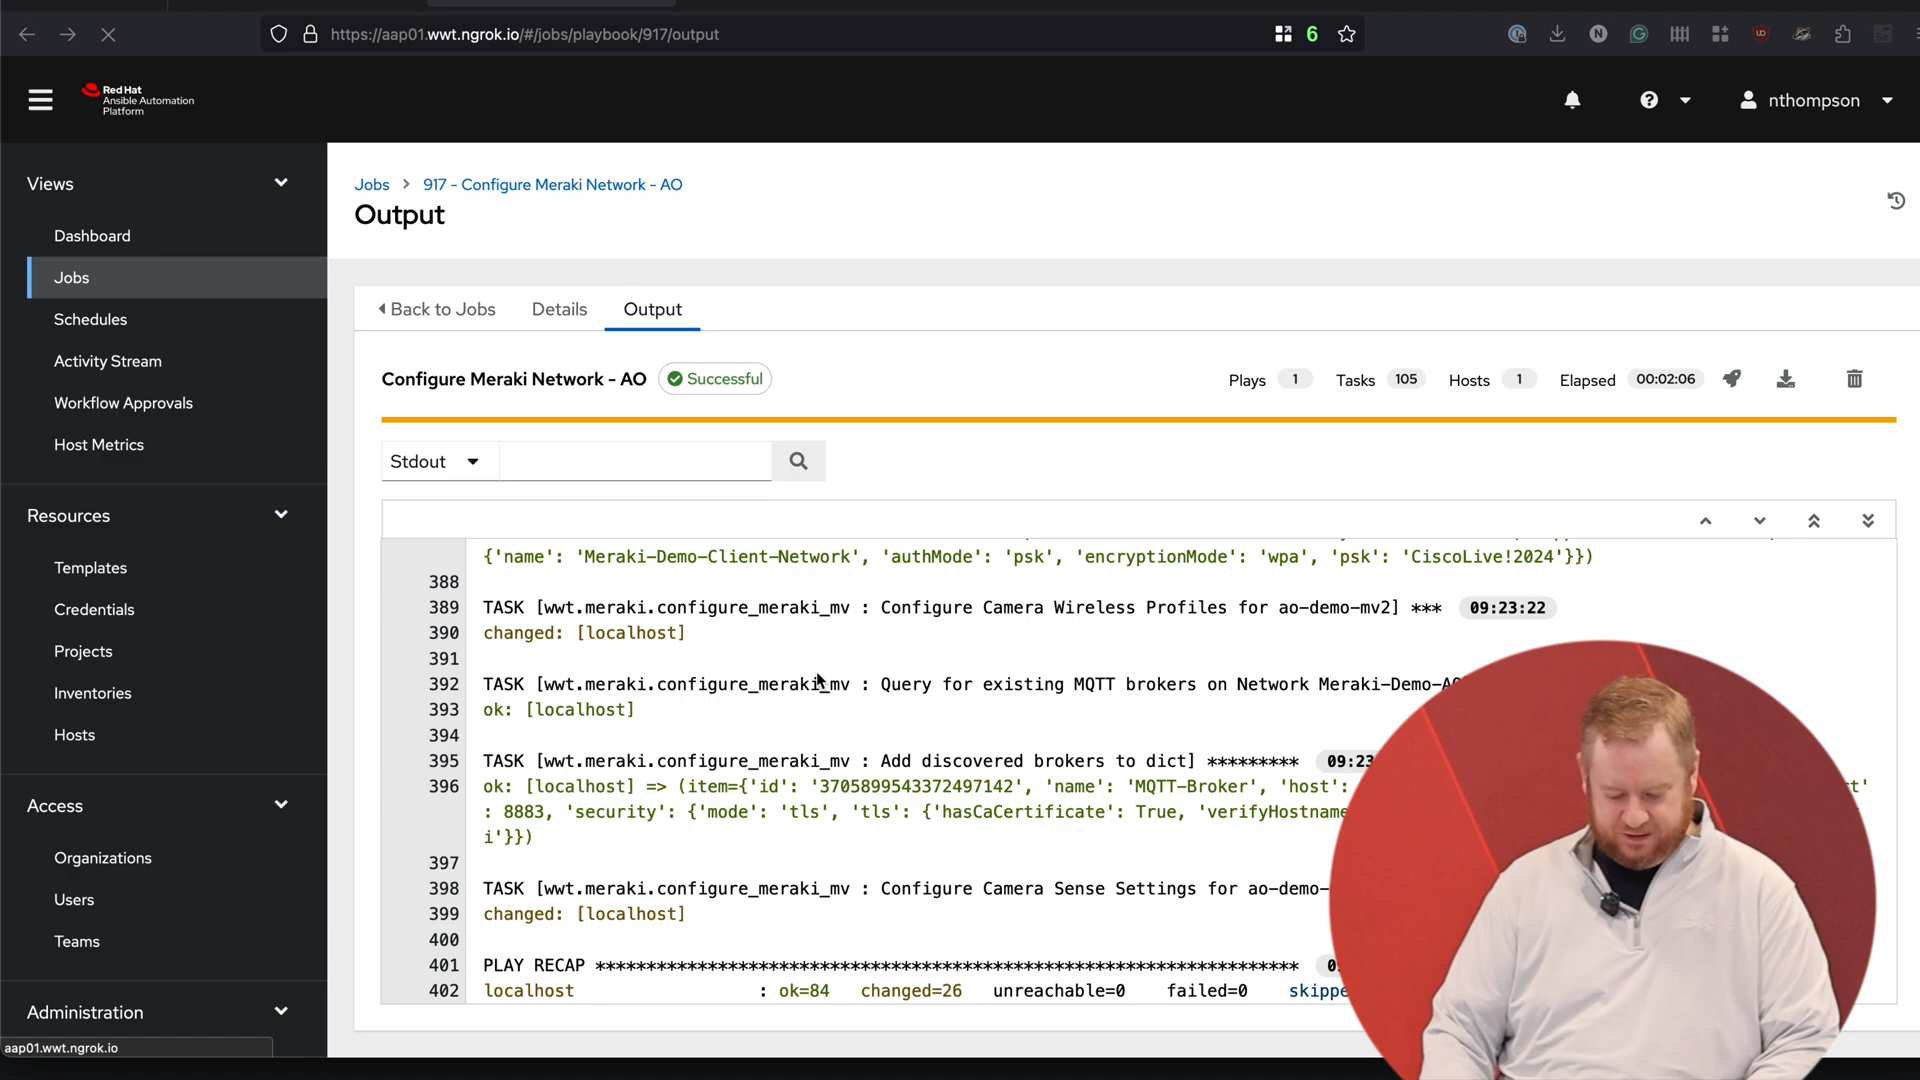 https://aap01.wwt.ngrok.io/#/jobs/playbook/917/output
6
Red Hat
Ansible Automation
Platform
nthompson
Views
Dashboard
Jobs
Schedules
Activity Stream
Workflow Approvals
Host Metrics
Resources
Templates
Credentials
Projects
Inventories
Hosts
Access
Organizations
Users
Teams
Administration
aap01.wwt.ngrok.io
Jobs > 917 - Configure Meraki Network - AO
Output
Back to Jobs Details Output
Configure Meraki Network - AO Successful
Plays 1 Tasks 105 Hosts 1 Elapsed 00:02:06
Stdout
{'name': 'Meraki-Demo-Client-Network', 'authMode': 'psk', 'encryptionMode': 'wpa', 'psk': 'CiscoLive!2024'}})
388
389 TASK [wwt.meraki.configure_meraki_mv : Configure Camera Wireless Profiles for ao-demo-mv2] *** 09:23:22
390 changed: [localhost]
391
392 TASK [wwt.meraki.configure_meraki_mv : Query for existing MQTT brokers on Network Meraki-Demo-AO
393 ok: [localhost]
394
395 TASK [wwt.meraki.configure_meraki_mv : Add discovered brokers to dict] ********* 09:23
396 ok: [localhost] => (item={'id': '3705899543372497142', 'name': 'MQTT-Broker', 'host':
: 8883, 'security': {'mode': 'tls', 'tls': {'hasCaCertificate': True, 'verifyHostname
i'}})
397
398 TASK [wwt.meraki.configure_meraki_mv : Configure Camera Sense Settings for ao-demo-
399 changed: [localhost]
400
401 PLAY RECAP ********************************************************************* 0
402 localhost : ok=84 changed=26 unreachable=0 failed=0 skippe